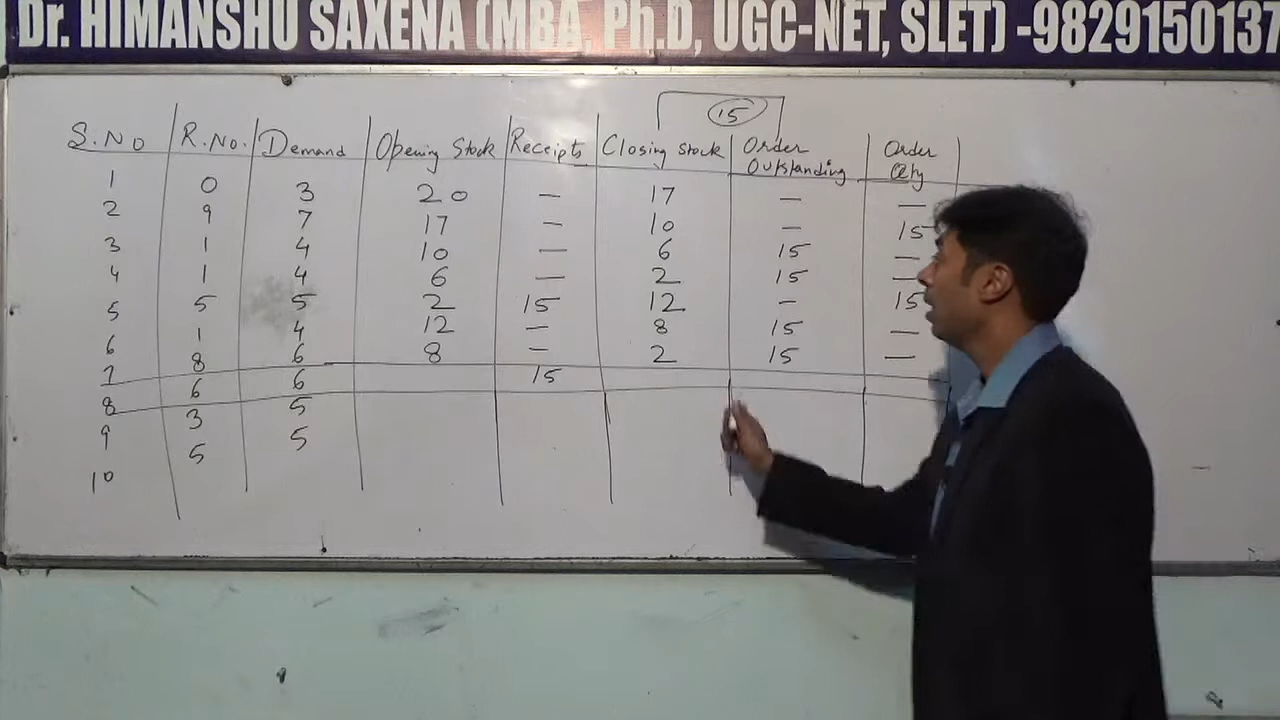 Dr. HIMANSHU SAXENA (MBA, Ph.D, UGC-NET, SLET) -9829150137
15
S.No R.No. Demand Opening Stock Receipts Closing Stock Order Outstanding Order Qty
1 0 3 20 — 17 — —
2 9 7 17 — 10 — 15
3 1 4 10 — 6 15 —
4 1 4 6 — 2 15 —
5 5 5 2 15 12 — 15
6 1 4 12 — 8 15 —
7 8 6 8 — 2 15 —
8 6 6 15
9 3 5
10 5 5